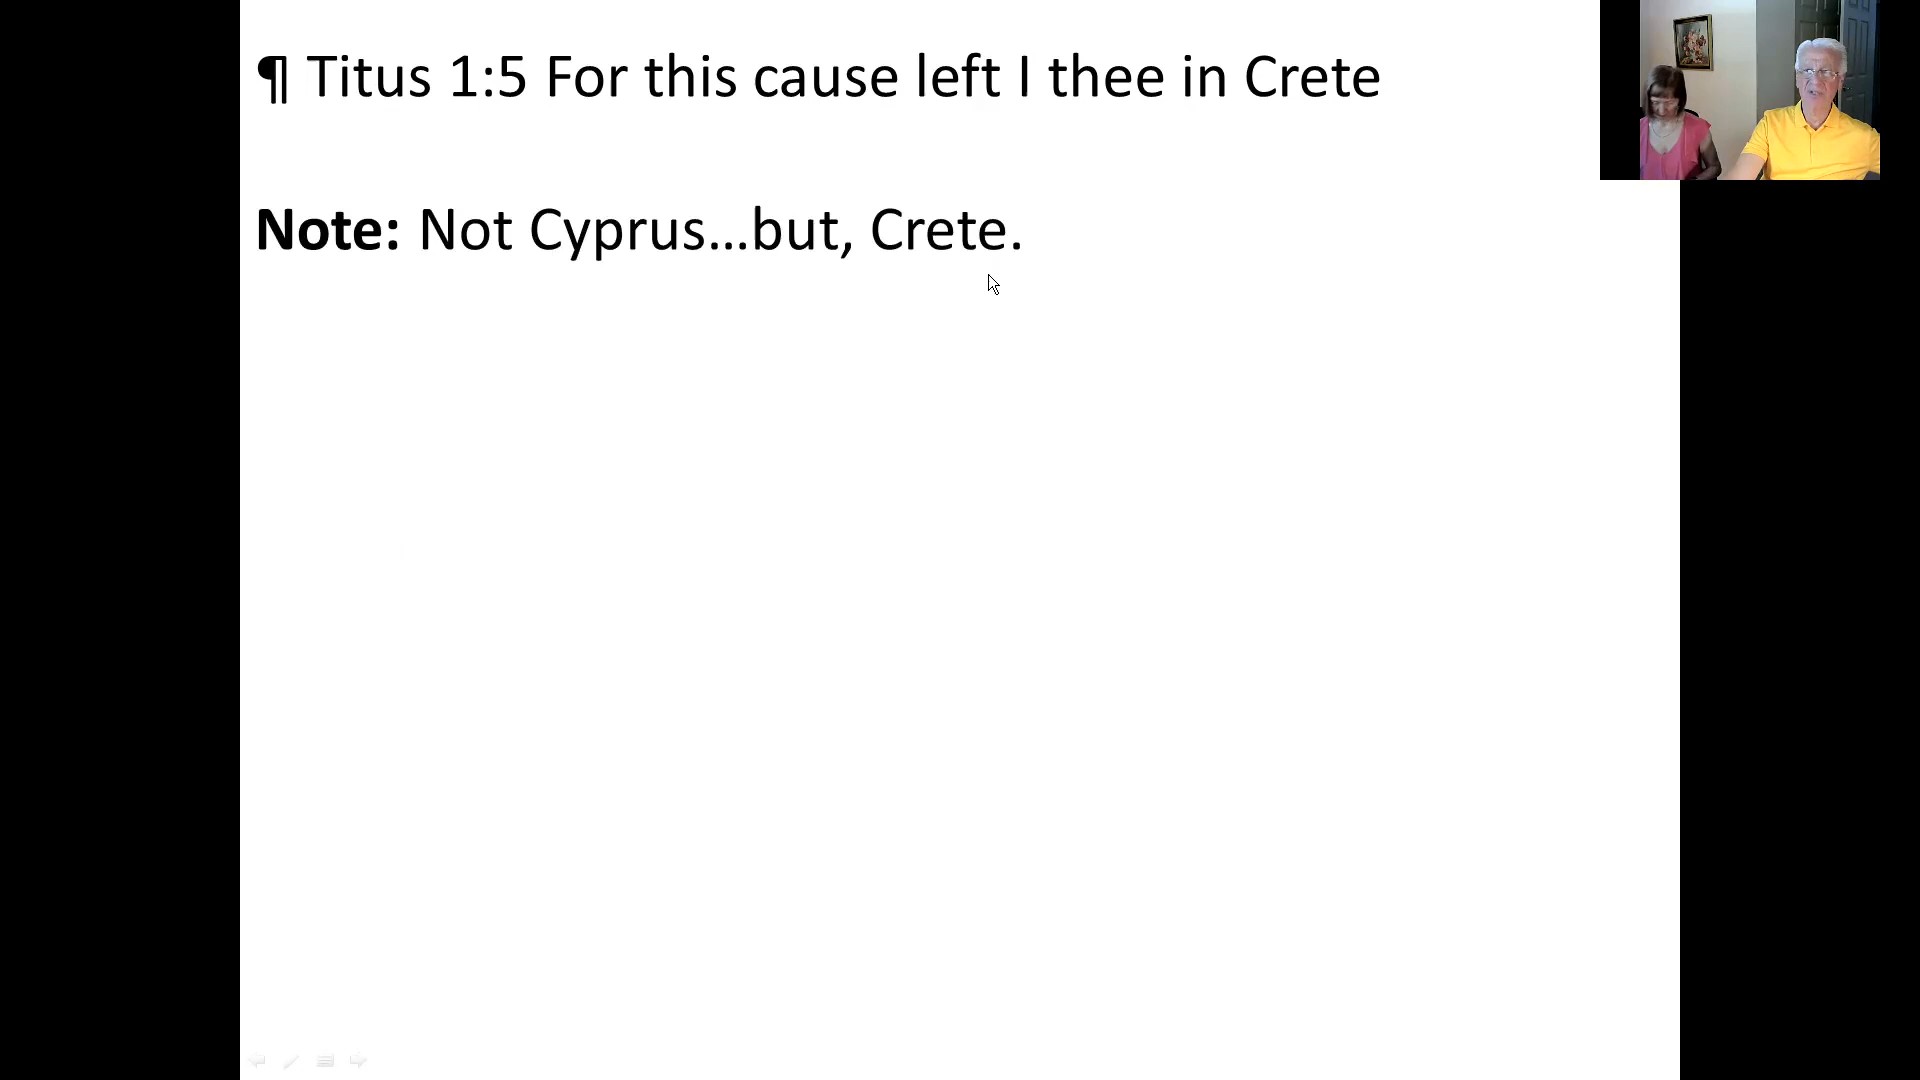 ¶ Titus 1:5 For this cause left I thee in Crete
Note: Not Cyprus...but, Crete.